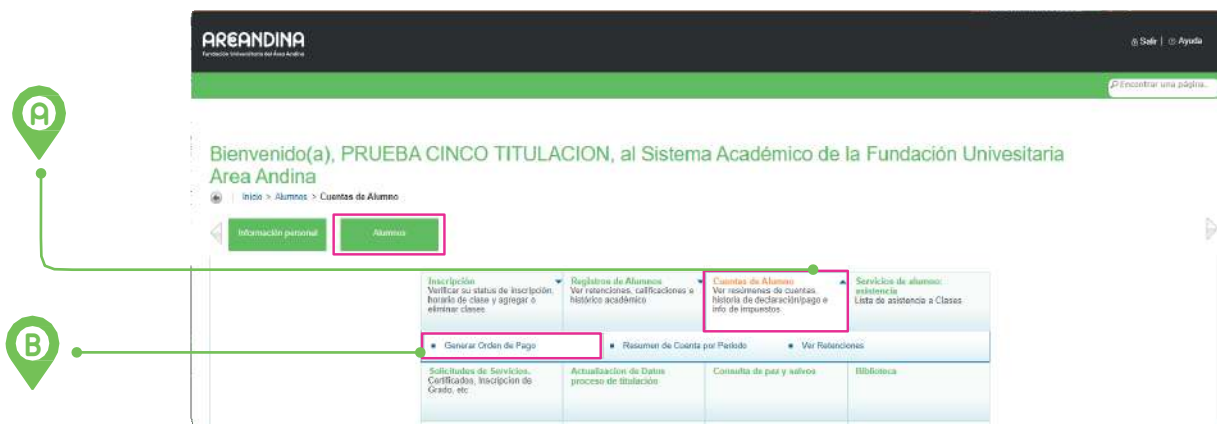 AREANDINA
Fundación Universitaria del Área Andina
Salir | Ayuda
Encontrar una página..
A
Bienvenido(a), PRUEBA CINCO TITULACION, al Sistema Académico de la Fundación Univesitaria
Area Andina
Inicio > Alumnos > Cuentas de Alumno
Información personal
Alumnos
Inscripción
Verificar su status de inscripción,
horario de clase y agregar o
eliminar clases
Registros de Alumnos
Ver retenciones, calificaciones e
histórico académico
Cuentas de Alumno
Ver resúmenes de cuentas,
historia de declaración/pago e
info de impuestos
Servicios de alumno:
asistencia
Lista de asistencia a Clases
B
Generar Orden de Pago
Resumen de Cuenta por Periodo
Ver Retenciones
Solicitudes de Servicios.
Certificados, Inscripcion de
Grado, etc
Actualizacion de Datos
proceso de titulación
Consulta de paz y salvos
Biblioteca